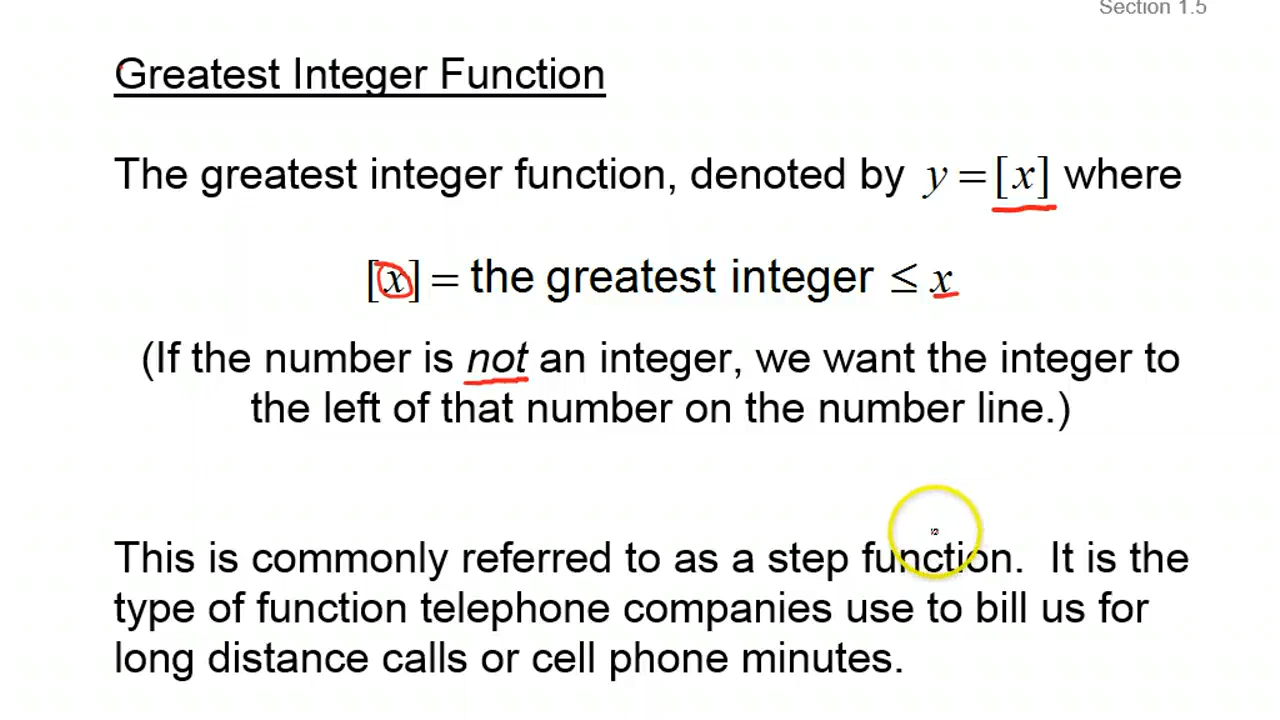 Section 1.5
Greatest Integer Function
The greatest integer function, denoted by y = [x] where
[x] = the greatest integer ≤ x
(If the number is not an integer, we want the integer to
the left of that number on the number line.)
This is commonly referred to as a step function. It is the
type of function telephone companies use to bill us for
long distance calls or cell phone minutes.